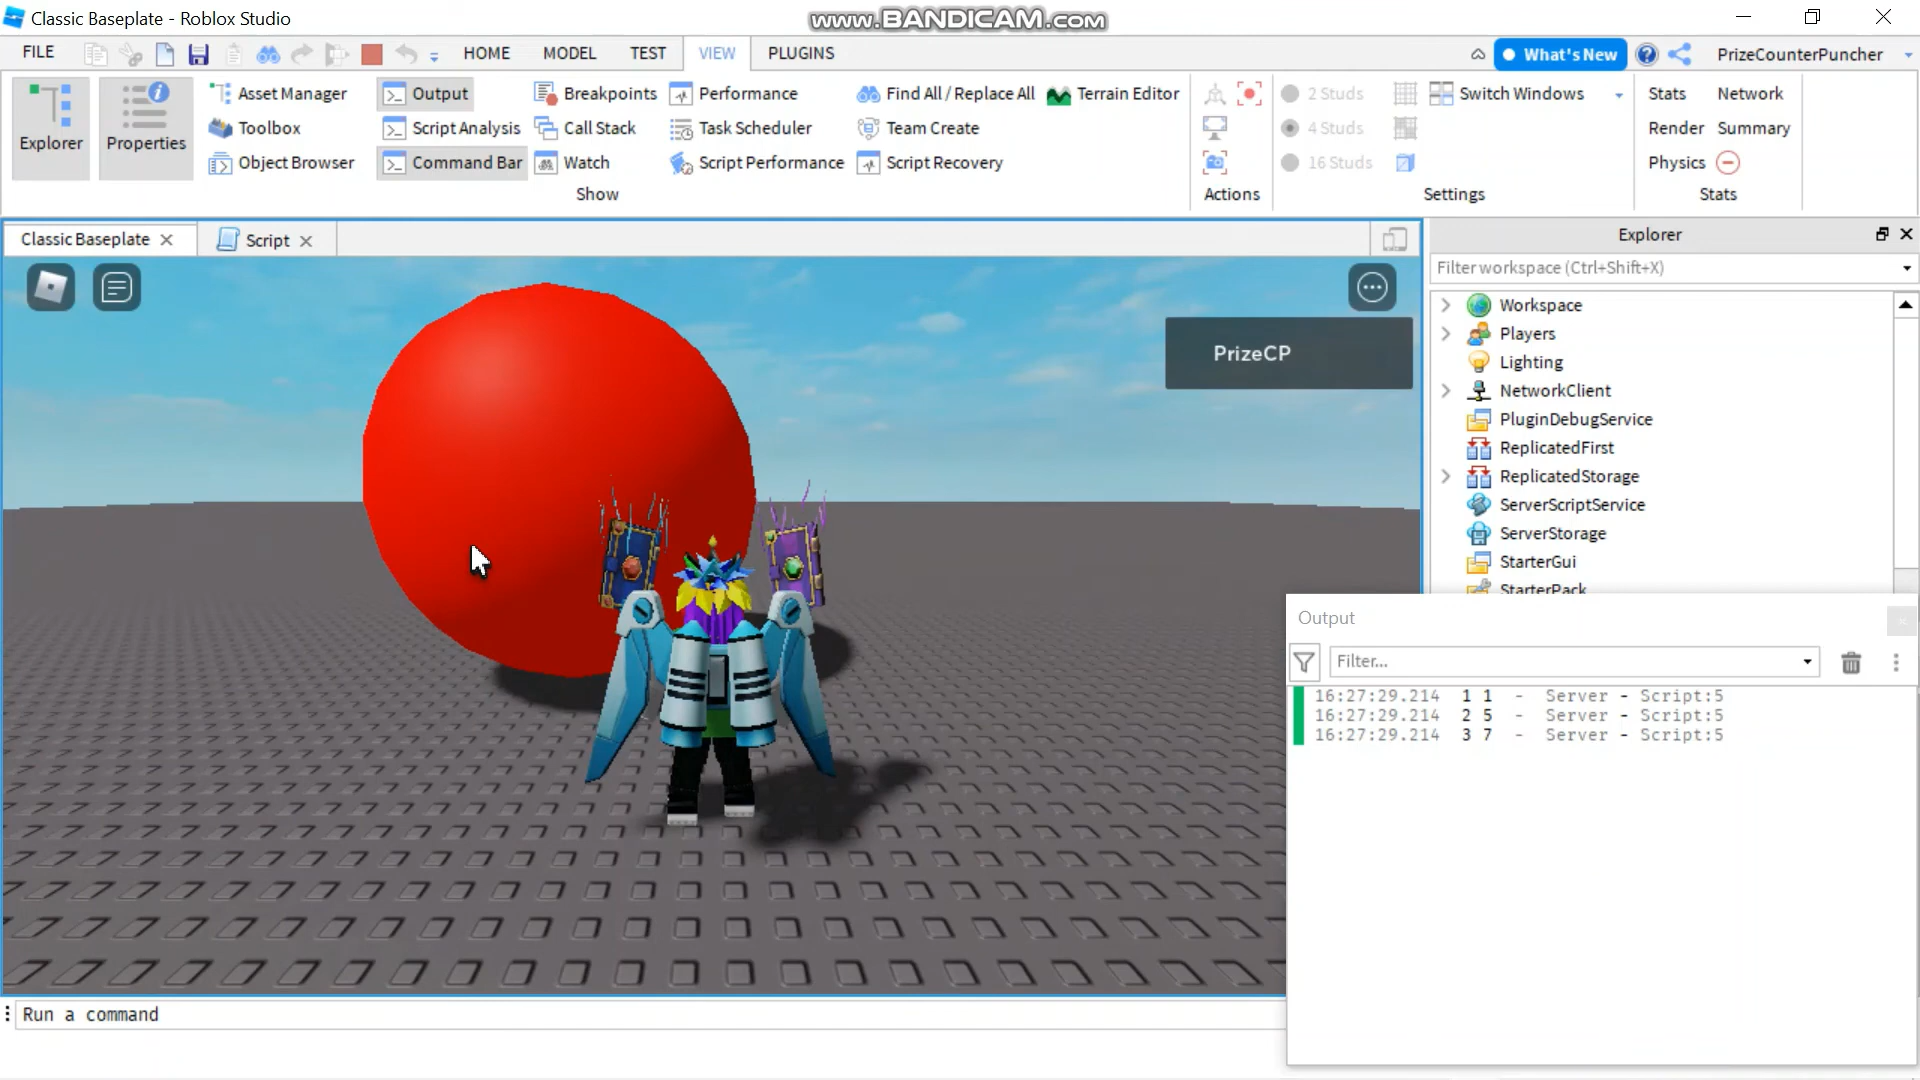 Classic Baseplate - Roblox Studio
www.BANDICAM.com
FILE
HOME
MODEL
TEST
VIEW
PLUGINS
What's New
PrizeCounterPuncher
Explorer
Properties
Asset Manager
Toolbox
Object Browser
Output
Script Analysis
Command Bar
Breakpoints
Call Stack
Watch
Performance
Task Scheduler
Script Performance
Find All / Replace All
Team Create
Script Recovery
Terrain Editor
Show
Actions
2 Studs
4 Studs
16 Studs
Switch Windows
Settings
Stats
Network
Render
Summary
Physics
Stats
Classic Baseplate
Script
PrizeCP
Explorer
Filter workspace (Ctrl+Shift+X)
Workspace
Players
Lighting
NetworkClient
PluginDebugService
ReplicatedFirst
ReplicatedStorage
ServerScriptService
ServerStorage
StarterGui
StarterPack
Output
Filter...
16:27:29.214 1 1 - Server - Script:5
16:27:29.214 2 5 - Server - Script:5
16:27:29.214 3 7 - Server - Script:5
Run a command